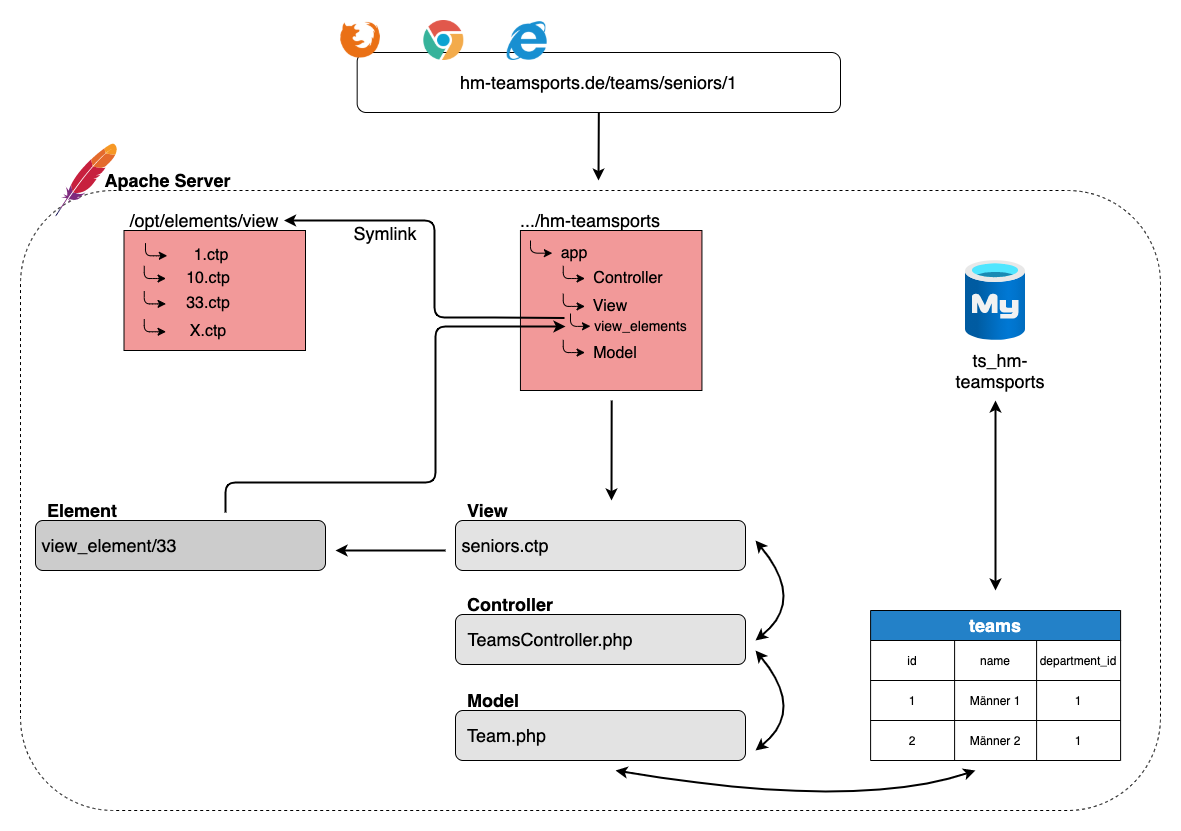 hm-teamsports.de/teams/seniors/1
Apache Server
/opt/elements/view
1.ctp
10.ctp
33.ctp
X.ctp
Symlink
.../hm-teamsports
app
Controller
View
view_elements
Model
My
ts_hm-
teamsports
Element
view_element/33
View
seniors.ctp
Controller
TeamsController.php
Model
Team.php
teams
id name department_id
1 Männer 1 1
2 Männer 2 1